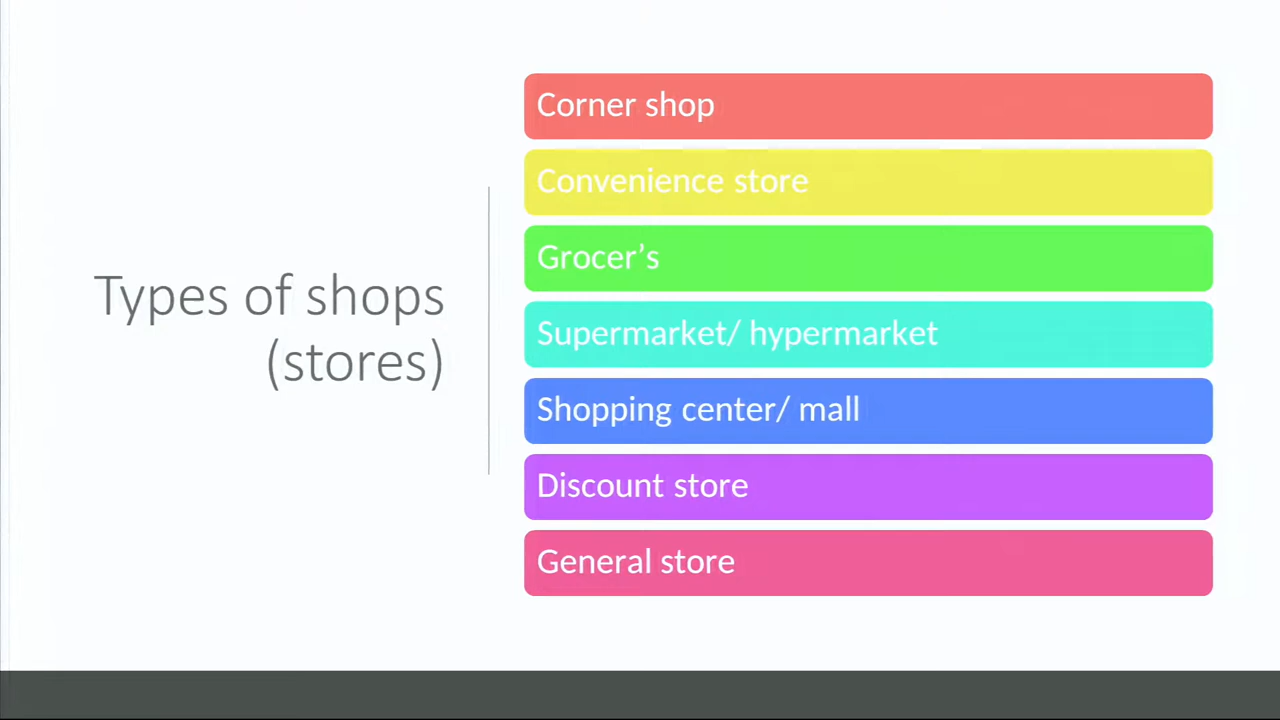 Types of shops
(stores)
Corner shop
Convenience store
Grocer’s
Supermarket/ hypermarket
Shopping center/ mall
Discount store
General store